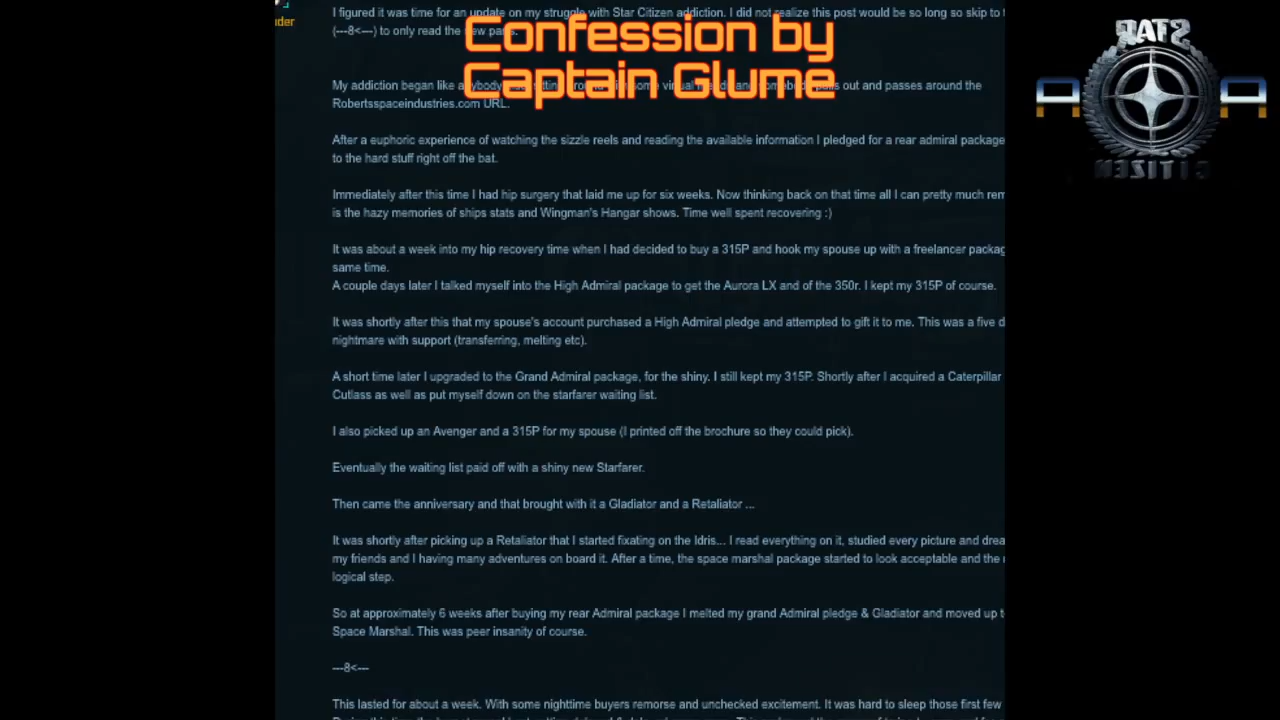 I figured it was time for an update on my struggle with Star Citizen addiction. I did not realize this post would be so long so skip to
(---8<---) to only read the new parts.
Confession by
Captain Glume
STAR
CITIZEN
uder
My addiction began like anybody out and passes around the
Robertsspaceindustries.com URL.
After a euphoric experience of watching the sizzle reels and reading the available information I pledged for a rear admiral package
to the hard stuff right off the bat.
Immediately after this time I had hip surgery that laid me up for six weeks. Now thinking back on that time all I can pretty much rem
is the hazy memories of ships stats and Wingman's Hangar shows. Time well spent recovering :)
It was about a week into my hip recovery time when I had decided to buy a 315P and hook my spouse up with a freelancer packag
same time.
A couple days later I talked myself into the High Admiral package to get the Aurora LX and of the 350r. I kept my 315P of course.
It was shortly after this that my spouse's account purchased a High Admiral pledge and attempted to gift it to me. This was a five d
nightmare with support (transferring, melting etc).
A short time later I upgraded to the Grand Admiral package, for the shiny. I still kept my 315P. Shortly after I acquired a Caterpillar
Cutlass as well as put myself down on the starfarer waiting list.
I also picked up an Avenger and a 315P for my spouse (I printed off the brochure so they could pick).
Eventually the waiting list paid off with a shiny new Starfarer.
Then came the anniversary and that brought with it a Gladiator and a Retaliator ...
It was shortly after picking up a Retaliator that I started fixating on the Idris... I read everything on it, studied every picture and drea
my friends and I having many adventures on board it. After a time, the space marshal package started to look acceptable and the
logical step.
So at approximately 6 weeks after buying my rear Admiral package I melted my grand Admiral pledge & Gladiator and moved up t
Space Marshal. This was peer insanity of course.
---8<---
This lasted for about a week. With some nighttime buyers remorse and unchecked excitement. It was hard to sleep those first few